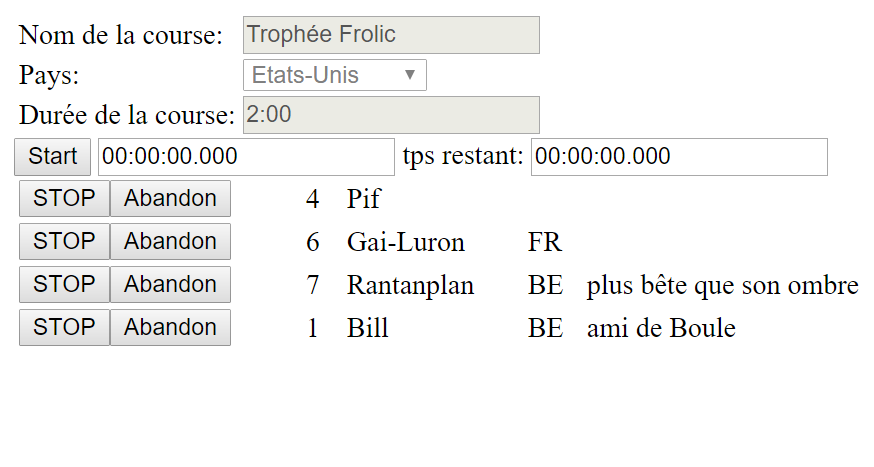 Nom de la course: Trophée Frolic
Pays: Etats-Unis
Durée de la course: 2:00
Start 00:00:00.000 tps restant: 00:00:00.000
STOP Abandon 4 Pif
STOP Abandon 6 Gai-Luron FR
STOP Abandon 7 Rantanplan BE plus bête que son ombre
STOP Abandon 1 Bill BE ami de Boule